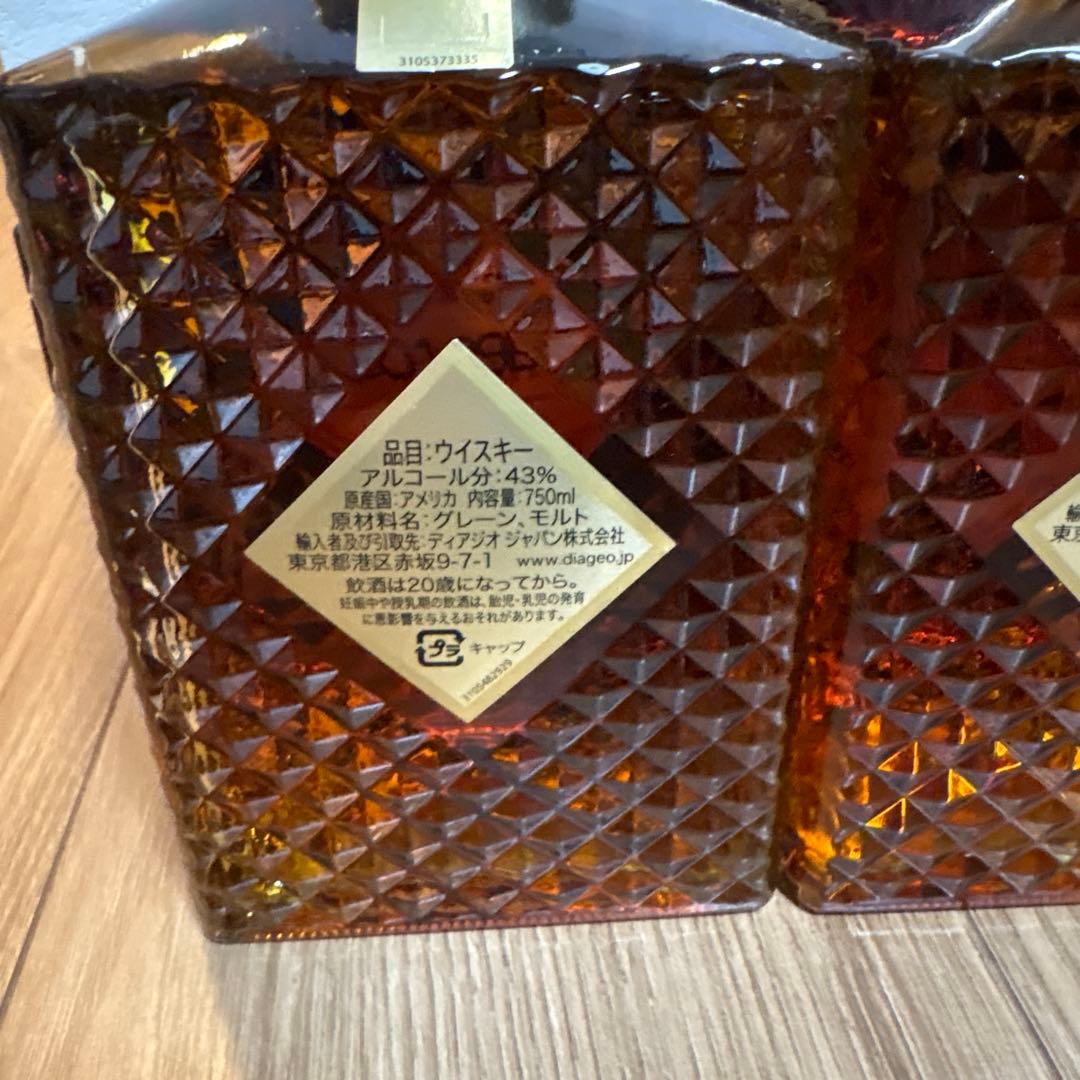 3105373335
品目:ウイスキー
アルコール分:43%
原産国:アメリカ 内容量:750ml
原材料名:グレーン、モルト
輸入者及び引取先:ディアジオ ジャパン株式会社
東京都港区赤坂9-7-1 www.diageo.jp
飲酒は20歳になってから。
妊娠中や授乳期の飲酒は、胎児・乳児の発育
に悪影響を与えるおそれがあります。
プラ キャップ
3105482929
輸
東京